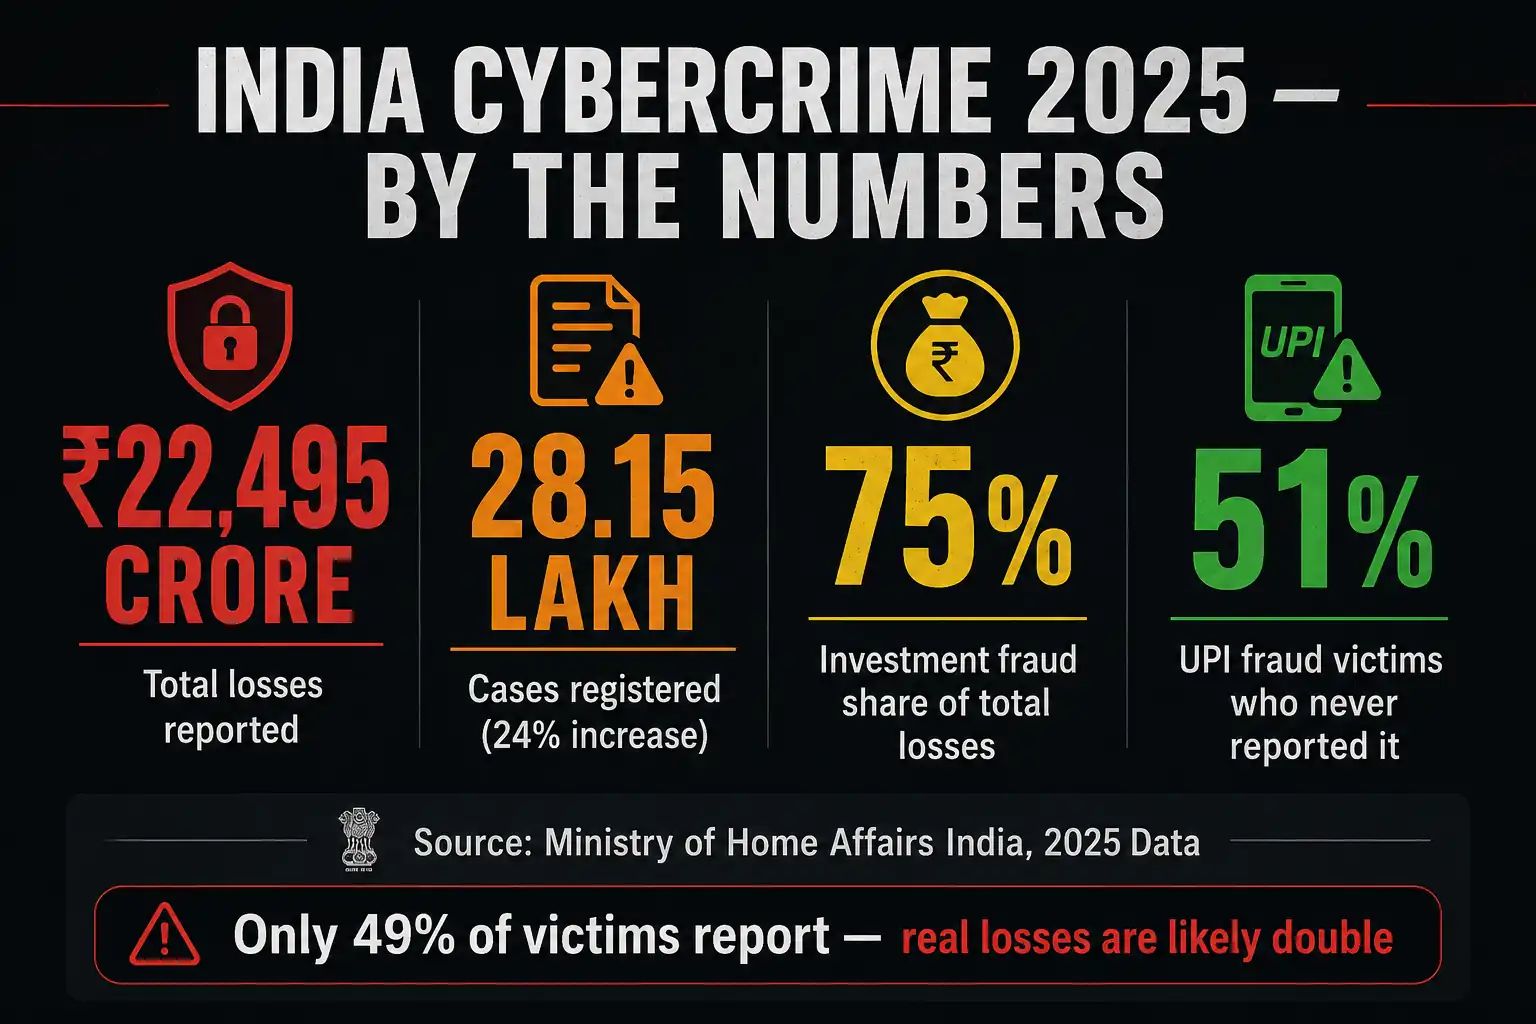 INDIA CYBERCRIME 2025 —
BY THE NUMBERS
₹22,495
CRORE
Total losses
reported
28.15
LAKH
Cases registered
(24% increase)
₹
75%
Investment fraud
share of total
losses
UPI
51%
UPI fraud victims
who never
reported it
Source: Ministry of Home Affairs India, 2025 Data
Only 49% of victims report — real losses are likely double